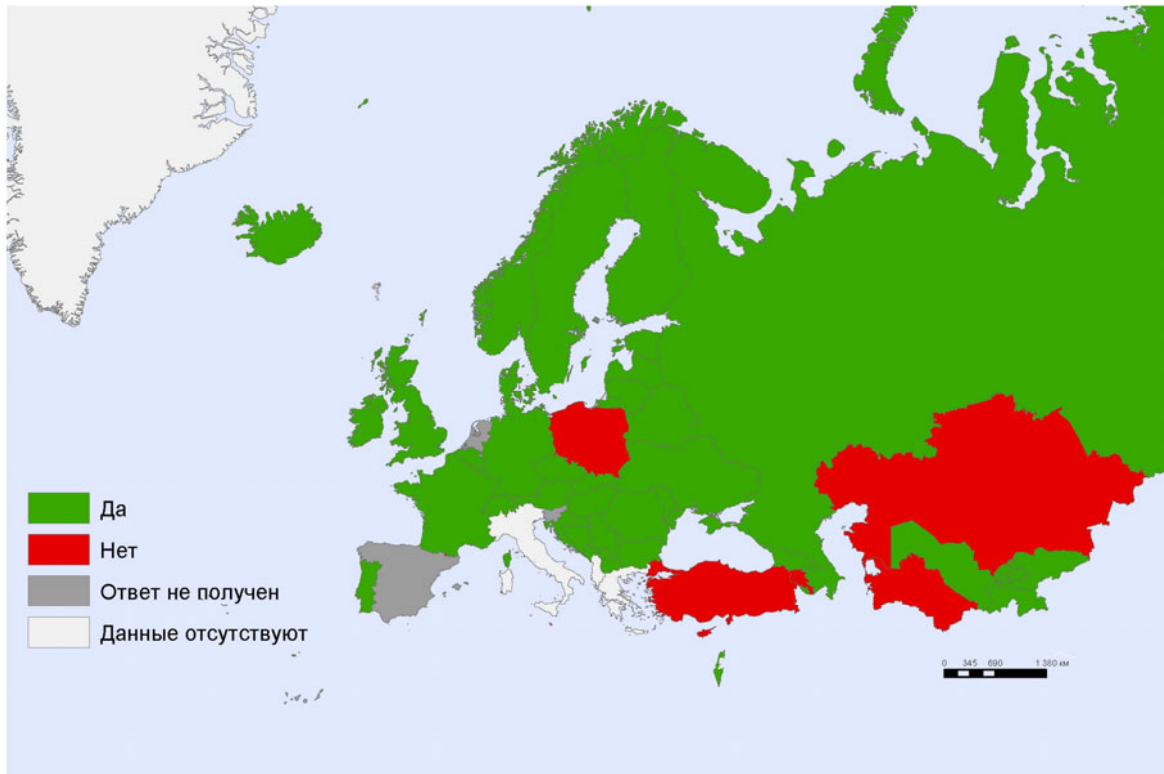 Да
Нет
Ответ не получен
Данные отсутствуют
0 345 690 1 380 км